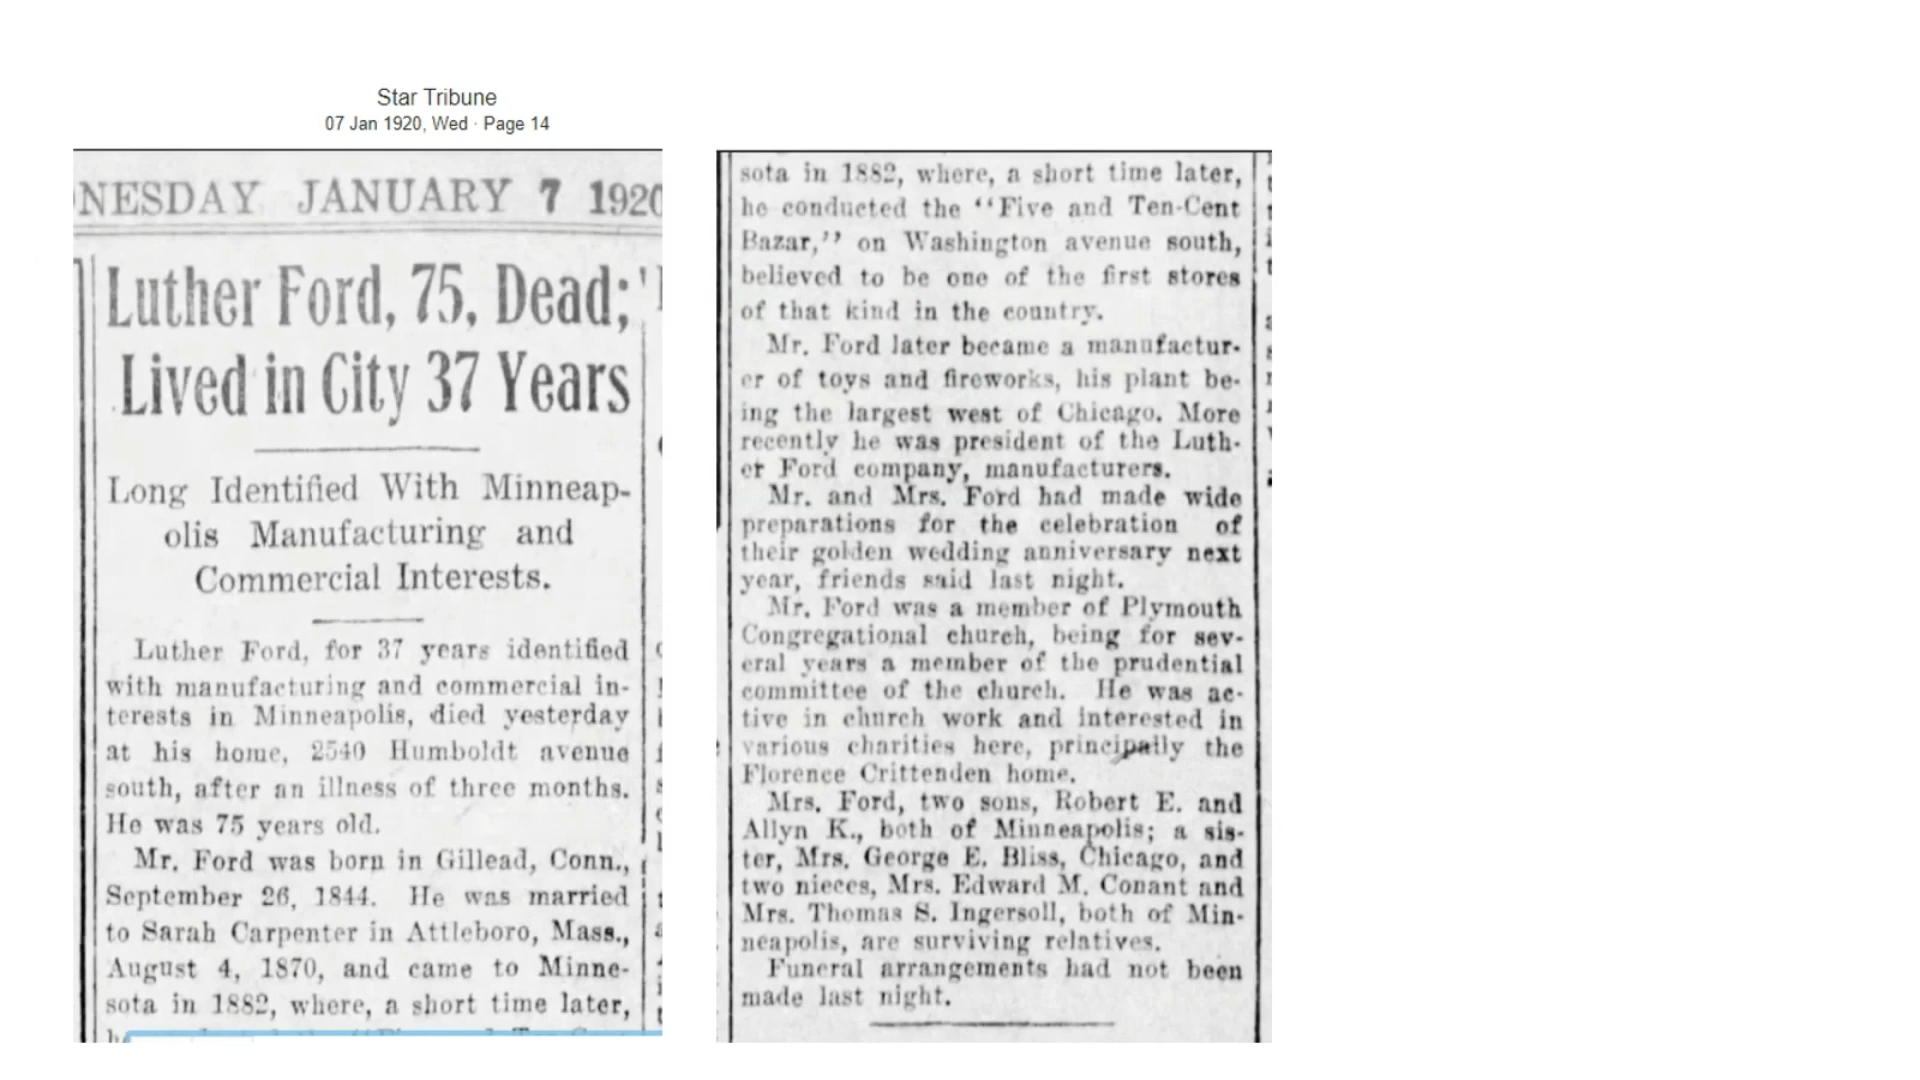 Star Tribune
07 Jan 1920, Wed · Page 14
NESDAY JANUARY 7 1920
Luther Ford, 75, Dead;
Lived in City 37 Years
Long Identified With Minneap-
olis Manufacturing and
Commercial Interests.
Luther Ford, for 37 years identified
with manufacturing and commercial in-
terests in Minneapolis, died yesterday
at his home, 2540 Humboldt avenue
south, after an illness of three months.
He was 75 years old.
Mr. Ford was born in Gillead, Conn.,
September 26, 1844. He was married
to Sarah Carpenter in Attleboro, Mass.,
August 4, 1870, and came to Minne-
sota in 1882, where, a short time later,
sota in 1882, where, a short time later,
he conducted the “Five and Ten-Cent
Bazar,” on Washington avenue south,
believed to be one of the first stores
of that kind in the country.
Mr. Ford later became a manufactur-
er of toys and fireworks, his plant be-
ing the largest west of Chicago. More
recently he was president of the Luth-
er Ford company, manufacturers.
Mr. and Mrs. Ford had made wide
preparations for the celebration of
their golden wedding anniversary next
year, friends said last night.
Mr. Ford was a member of Plymouth
Congregational church, being for sev-
eral years a member of the prudential
committee of the church. He was ac-
tive in church work and interested in
various charities here, principally the
Florence Crittenden home.
Mrs. Ford, two sons, Robert E. and
Allyn K., both of Minneapolis; a sis-
ter, Mrs. George E. Bliss, Chicago, and
two nieces, Mrs. Edward M. Conant and
Mrs. Thomas S. Ingersoll, both of Min-
neapolis, are surviving relatives.
Funeral arrangements had not been
made last night.